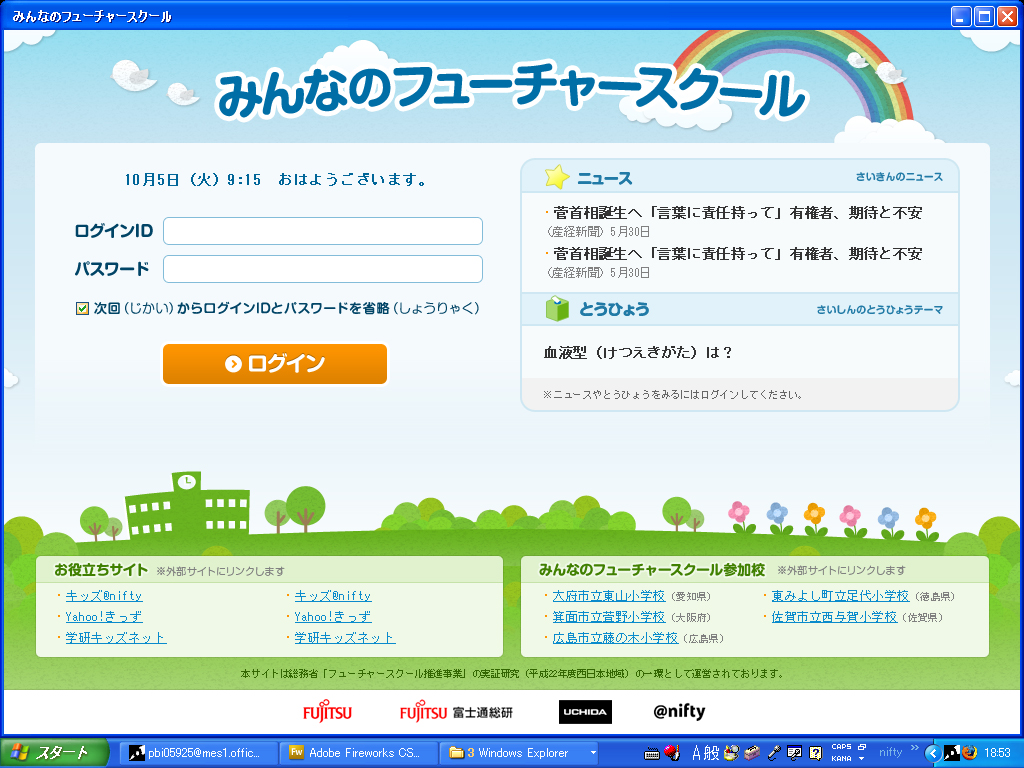 みんなのフューチャースクール
みんなのフューチャースクール
10月5日（火）9:15　おはようございます。
ログインID
パスワード
次回（じかい）からログインIDとパスワードを省略（しょうりゃく）
ログイン
ニュース　さいきんのニュース
・菅首相誕生へ「言葉に責任持って」有権者、期待と不安
（産経新聞）5月30日
・菅首相誕生へ「言葉に責任持って」有権者、期待と不安
（産経新聞）5月30日
とうひょう　さいしんのとうひょうテーマ
血液型（けつえきがた）は？
※ニュースやとうひょうをみるにはログインしてください。
お役立ちサイト　※外部サイトにリンクします
・キッズ@nifty　・キッズ@nifty
・Yahoo!きっず　・Yahoo!きっず
・学研キッズネット　・学研キッズネット
みんなのフューチャースクール参加校　※外部サイトにリンクします
・大府市立東山小学校（愛知県）　・東みよし町立足代小学校（徳島県）
・箕面市立萱野小学校（大阪府）　・佐賀市立西与賀小学校（佐賀県）
・広島市立藤の木小学校（広島県）
本サイトは総務省「フューチャースクール推進事業」の実証研究（平成22年度西日本地域）の一環として運営されております。
FUJITSU　FUJITSU 富士通総研　UCHIDA　@nifty
スタート　pbi05925@mes1.offic...　Fw Adobe Fireworks CS...　3 Windows Explorer　A 般　CAPS KANA　nifty　18:53